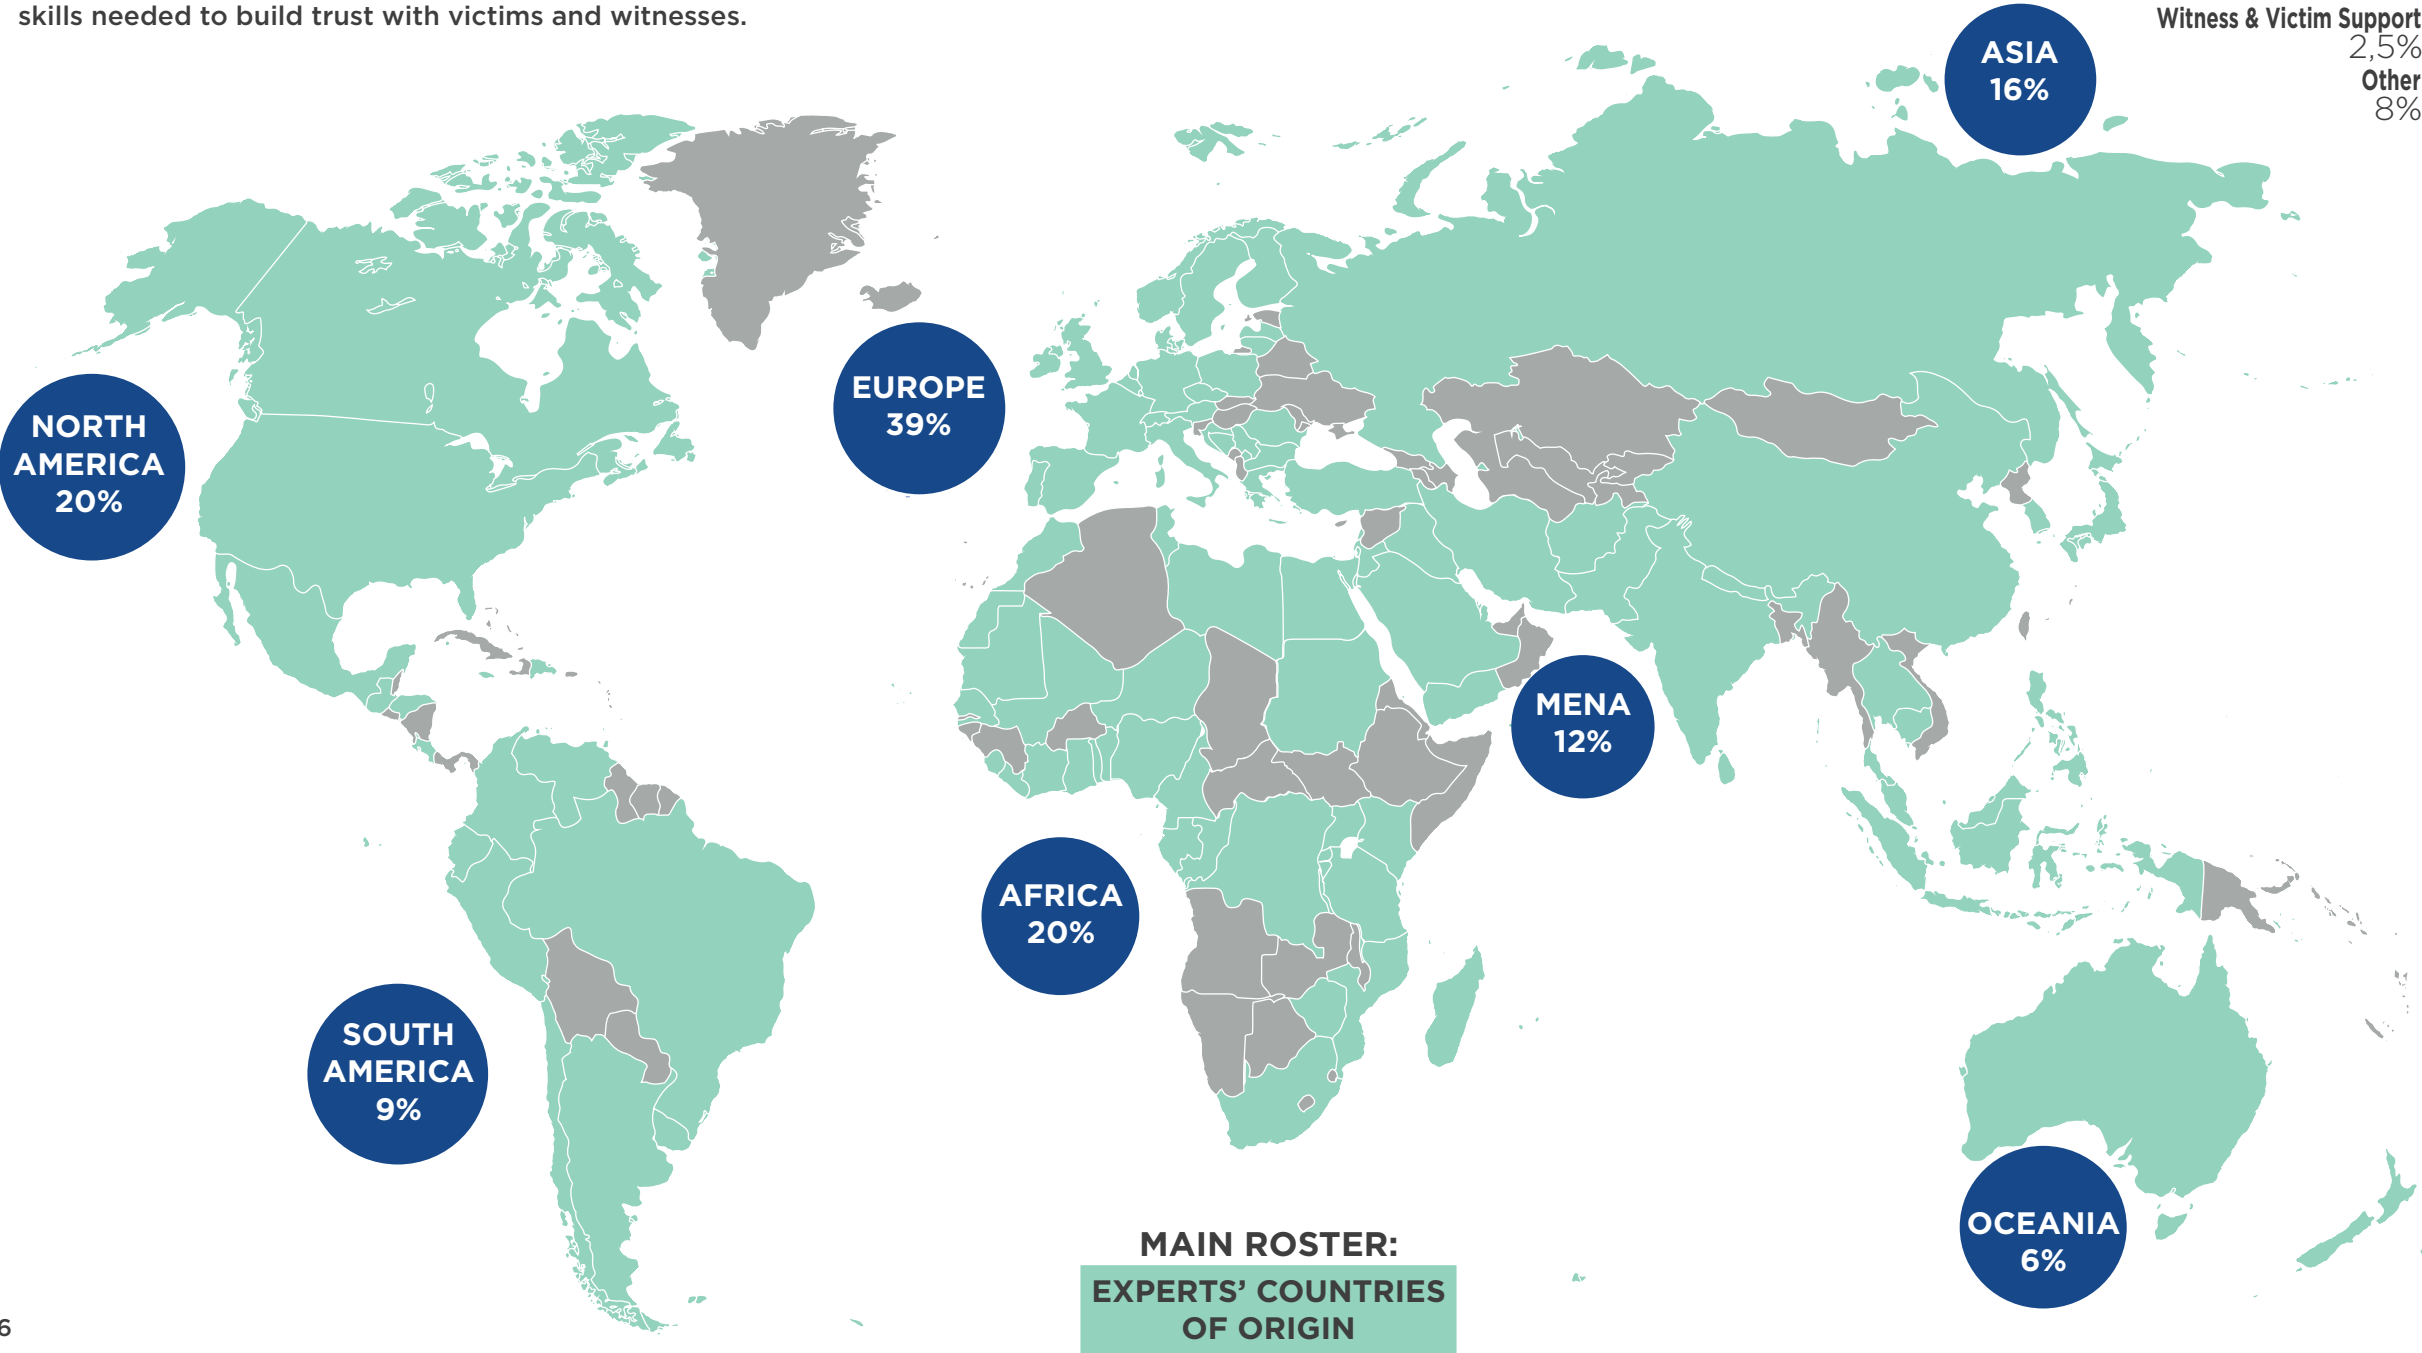 skills needed to build trust with victims and witnesses.
Witness & Victim Support
2,5%
Other
8%
ASIA
16%
NORTH
AMERICA
20%
EUROPE
39%
MENA
12%
AFRICA
20%
SOUTH
AMERICA
9%
OCEANIA
6%
MAIN ROSTER:
EXPERTS’ COUNTRIES
OF ORIGIN
6